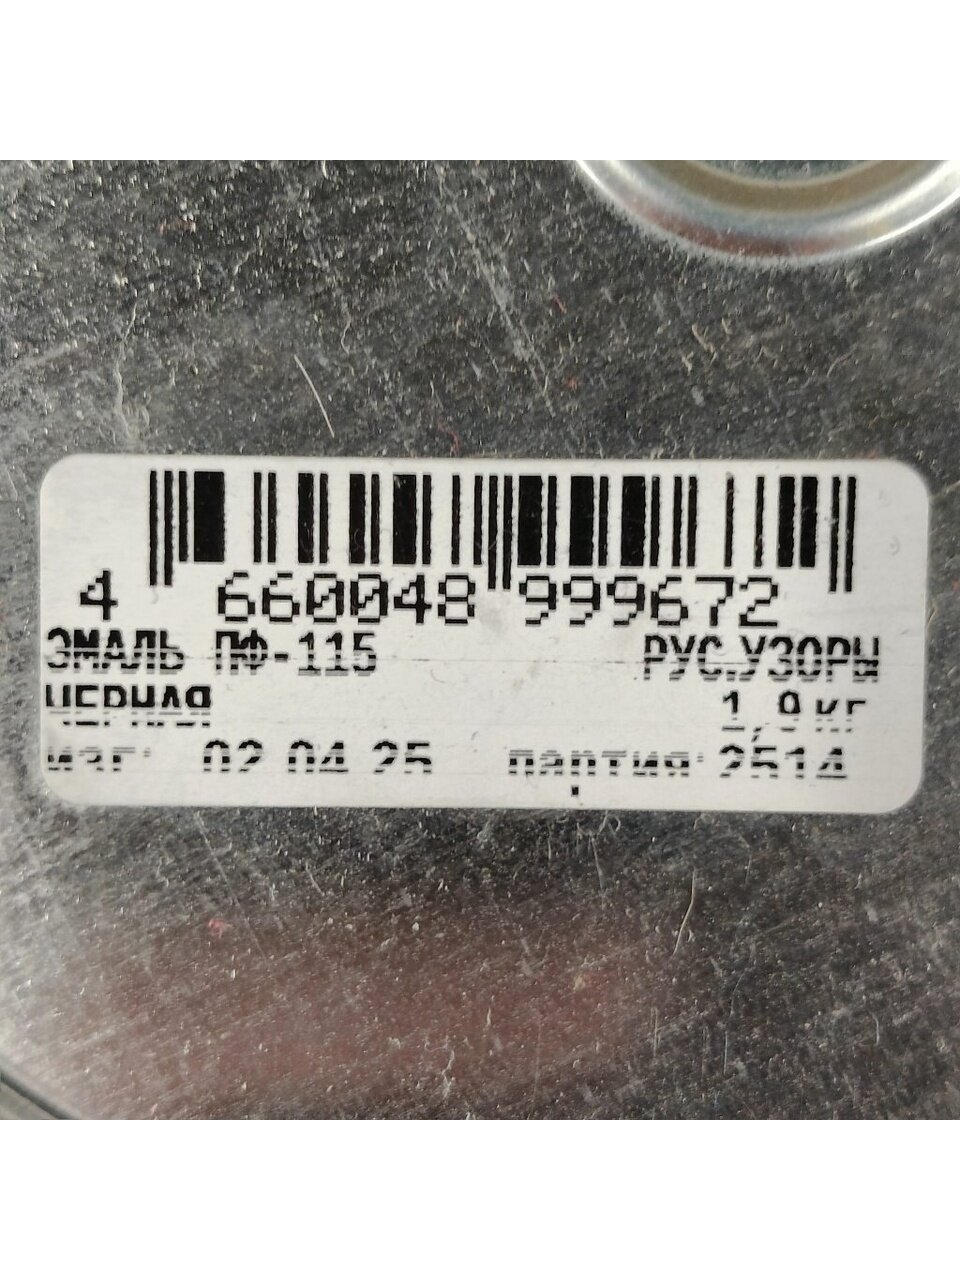 4 660048 999672
ЭМАЛЬ ПФ-115 РУС.УЗОРЫ
ЧЕРНАЯ 1,9кг
изг: 02.04.25 партия: 2514